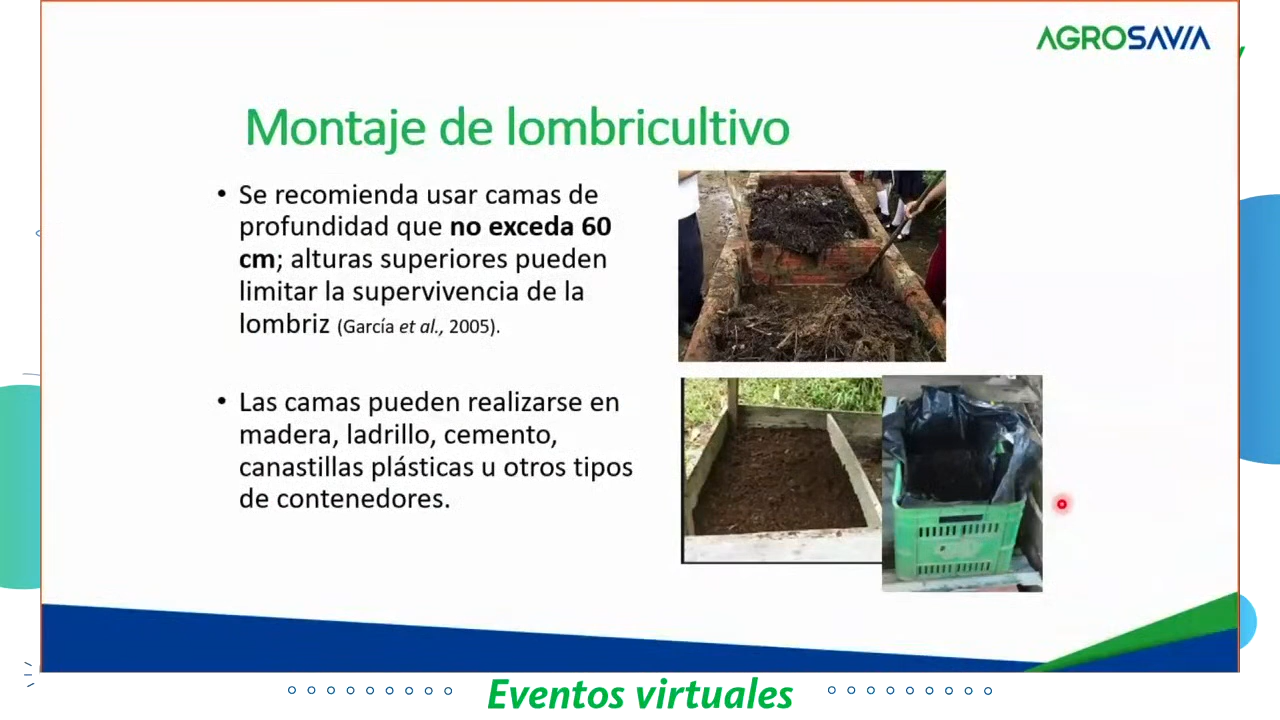 AGROSAVIA
Montaje de lombricultivo
• Se recomienda usar camas de
profundidad que no exceda 60
cm; alturas superiores pueden
limitar la supervivencia de la
lombriz (García et al., 2005).
• Las camas pueden realizarse en
madera, ladrillo, cemento,
canastillas plásticas u otros tipos
de contenedores.
Eventos virtuales